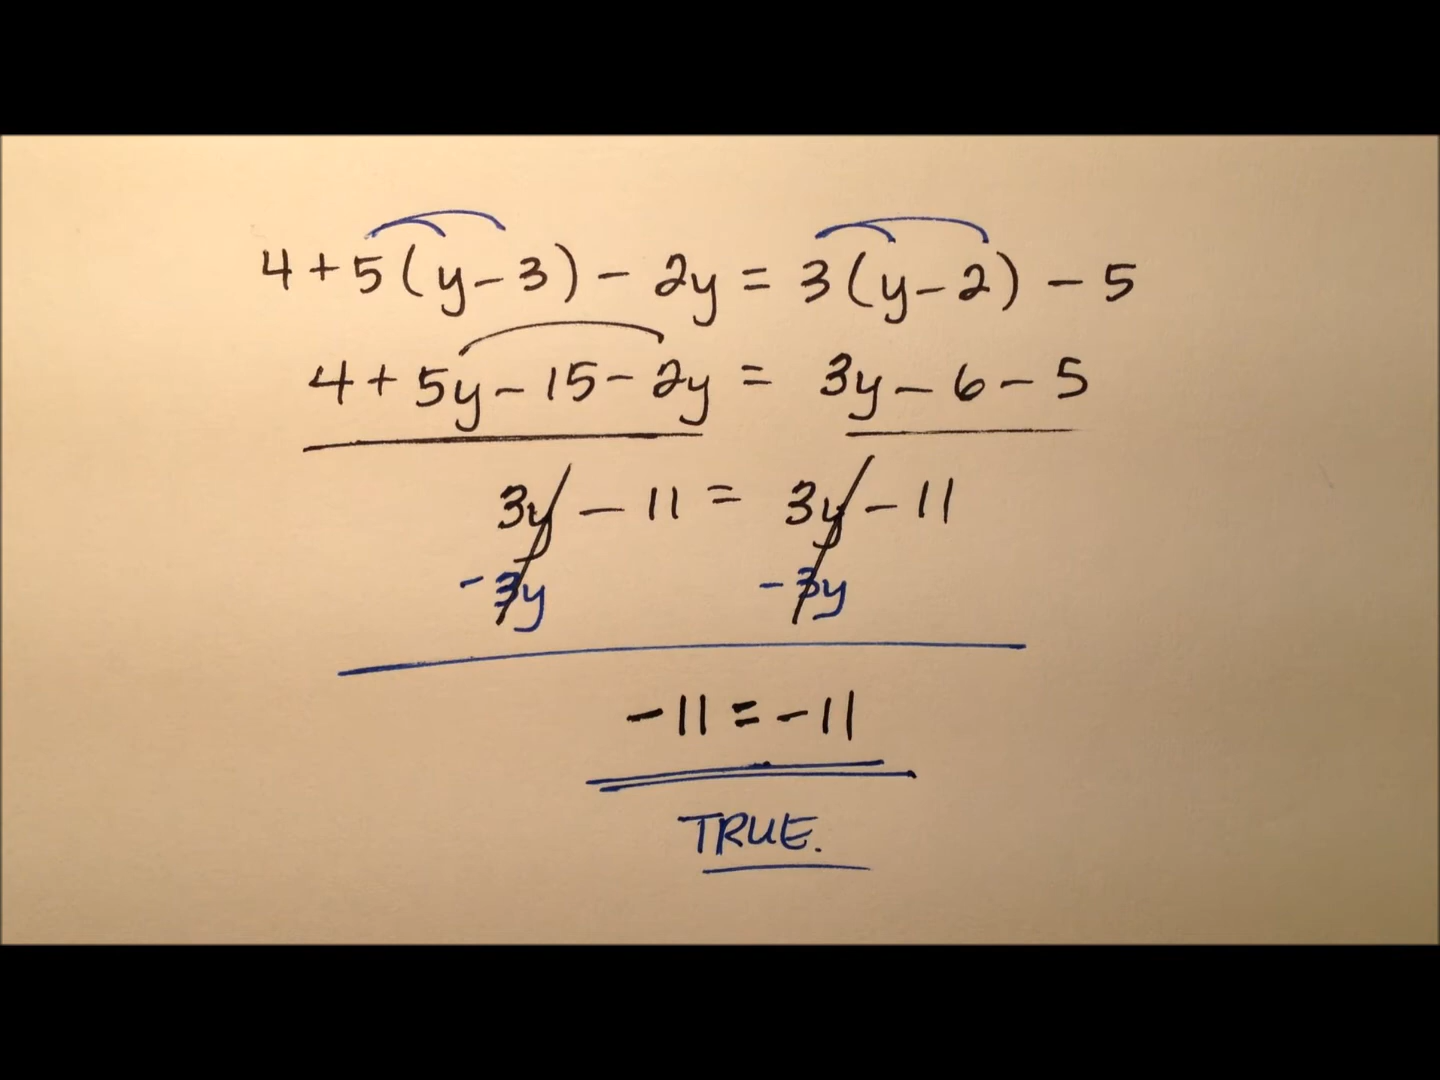 4 + 5 (y - 3) - 2y = 3 (y - 2) - 5
4 + 5y - 15 - 2y = 3y - 6 - 5
3y - 11 = 3y - 11
- 3y - 3y
-11 = -11
TRUE.